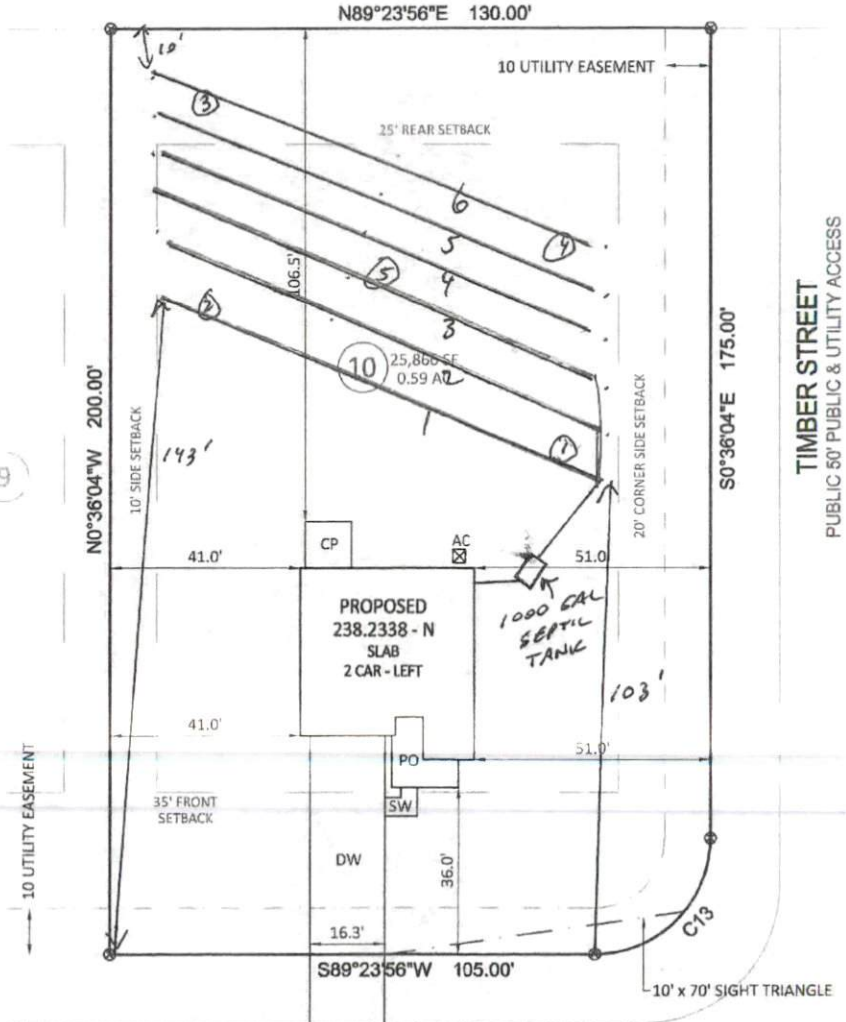 N89°23'56"E 130.00'
10'
10 UTILITY EASEMENT
3
25' REAR SETBACK
6
4
5
5
4
106.5'
2
3
10
25,866 SF
0.59 A
2
1
1
N0°36'04"W 200.00'
10' SIDE SETBACK
143'
9
S0°36'04"E 175.00'
20' CORNER SIDE SETBACK
TIMBER STREET
PUBLIC 50' PUBLIC & UTILITY ACCESS
CP
AC
41.0'
51.0
PROPOSED
238.2338 - N
SLAB
2 CAR - LEFT
1000 GAL
SEPTIC
TANK
103'
41.0'
PO
51.0'
10 UTILITY EASEMENT
35' FRONT
SETBACK
SW
DW
36.0'
16.3'
C13
S89°23'56"W 105.00'
10' x 70' SIGHT TRIANGLE